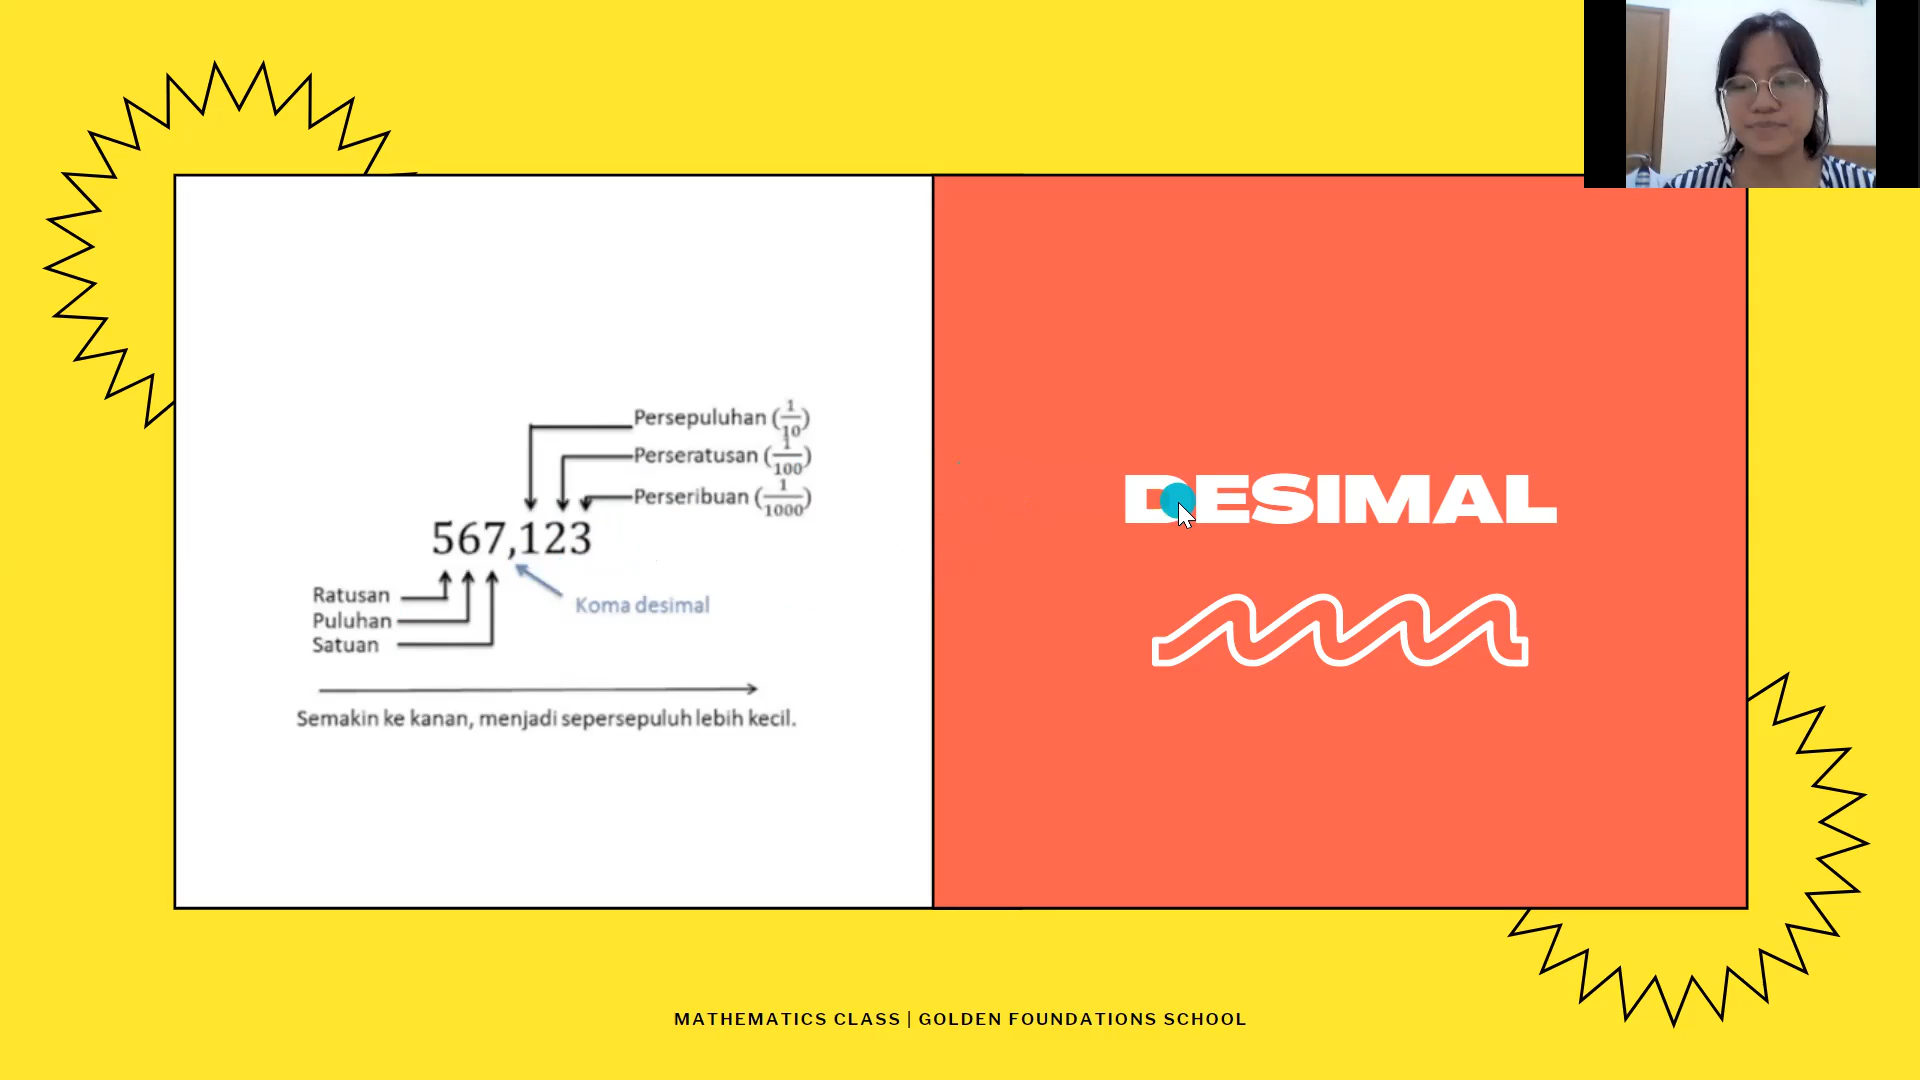 Persepuluhan (1/10)
Perseratusan (1/100)
Perseribuan (1/1000)
567,123
Ratusan
Puluhan
Satuan
Koma desimal
Semakin ke kanan, menjadi sepersepuluh lebih kecil.
DESIMAL
MATHEMATICS CLASS | GOLDEN FOUNDATIONS SCHOOL